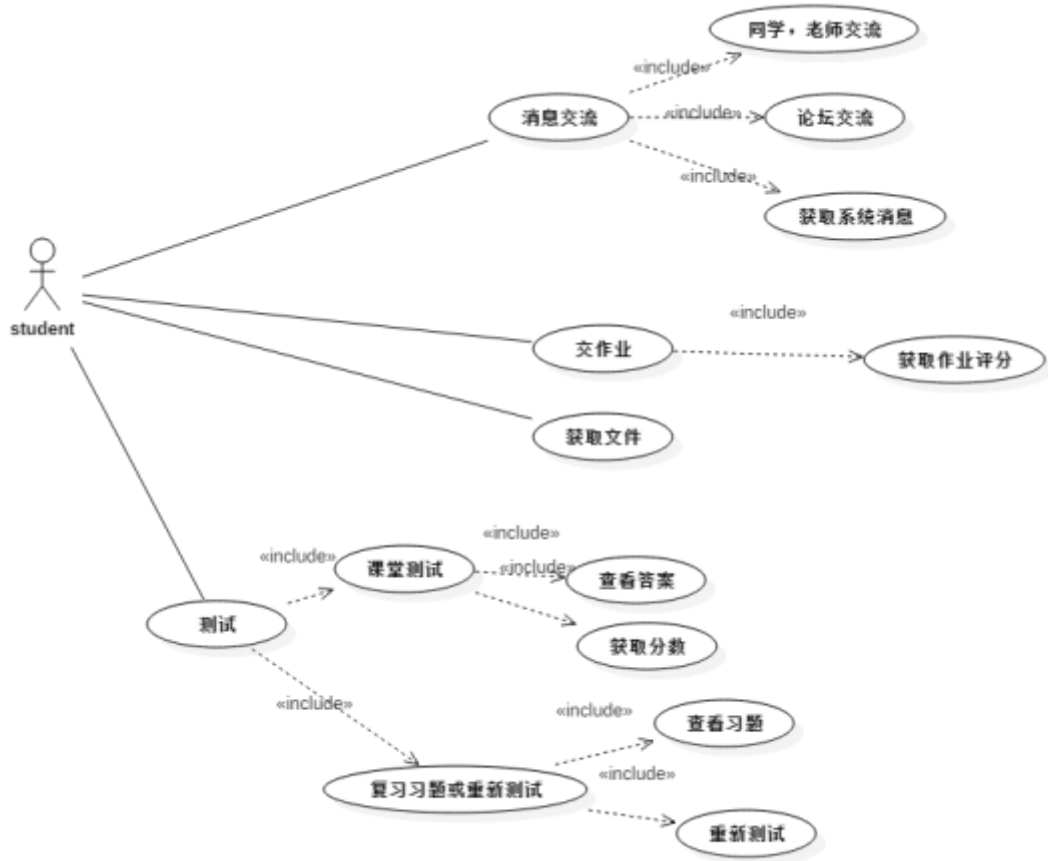 同学，老师交流
«include»
消息交流
«include»
论坛交流
«include»
获取系统消息
student
«include»
交作业
获取作业评分
获取文件
«include»
«include»
课堂测试
«include»
查看答案
测试
获取分数
«include»
«include»
查看习题
«include»
复习习题或重新测试
重新测试